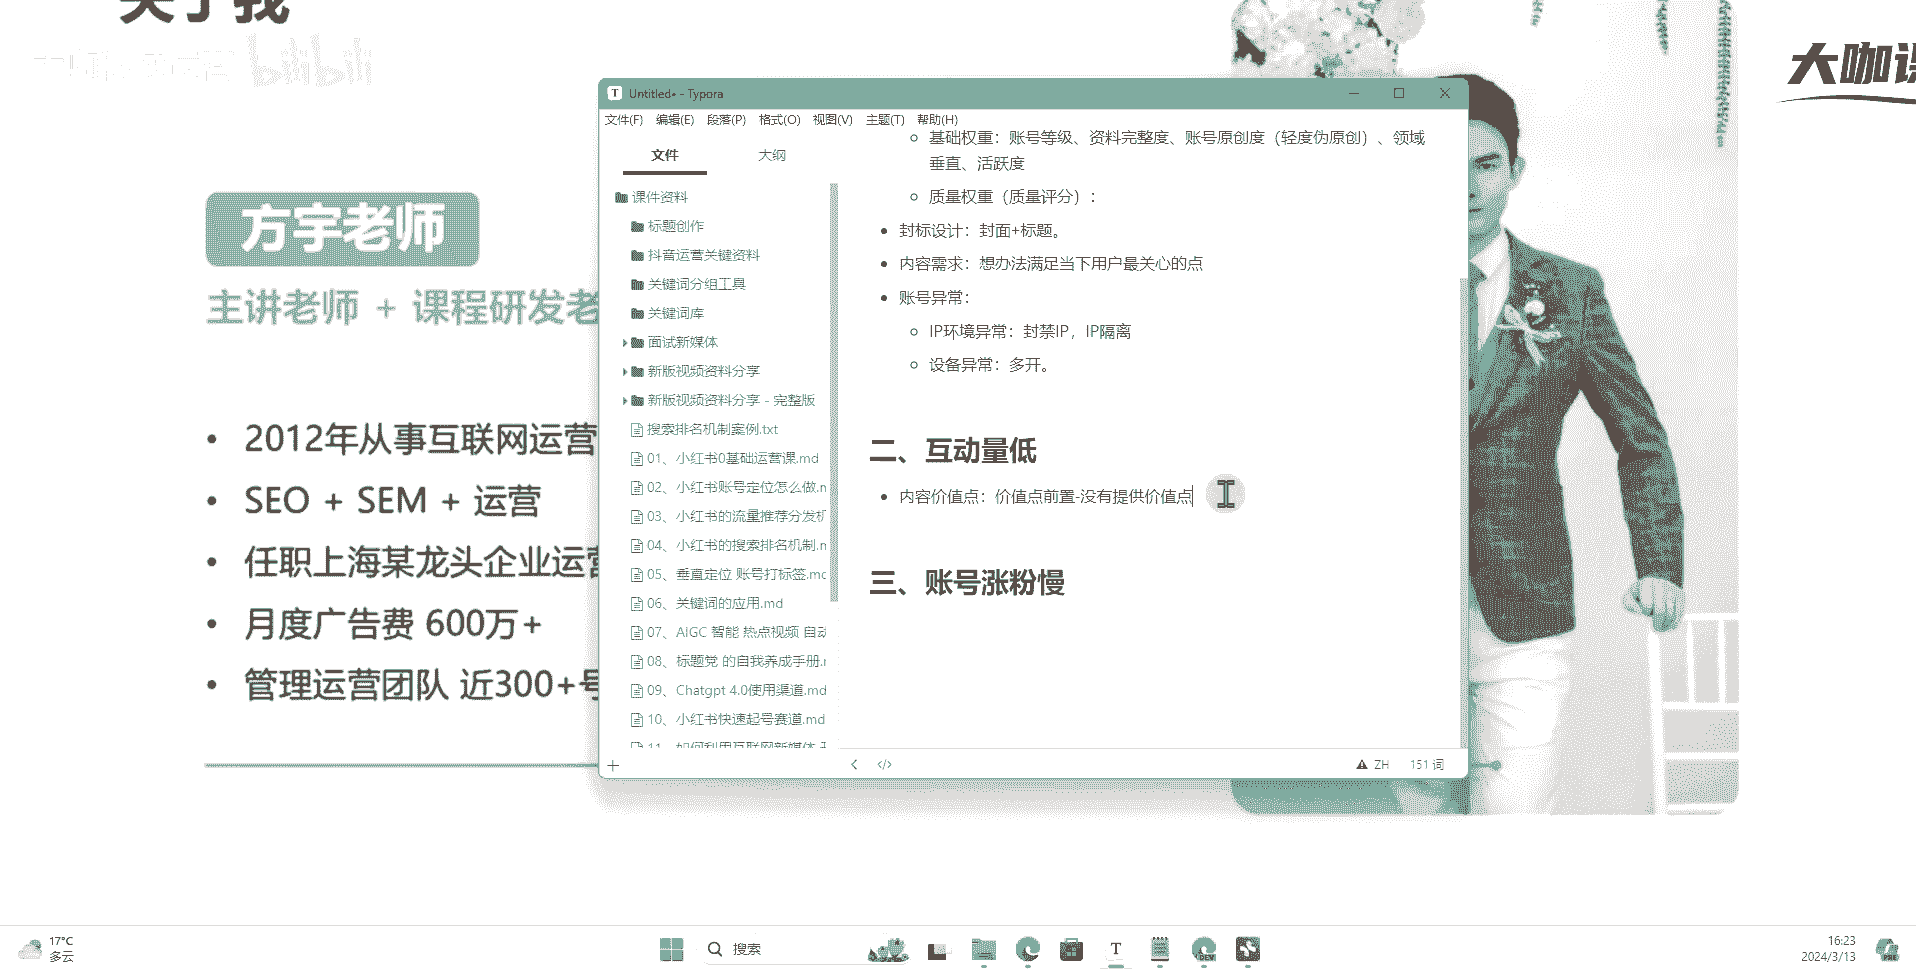 关于我
bilibili
大咖课
方宇老师
主讲老师 + 课程研发老
2012年从事互联网运营
SEO + SEM + 运营
任职上海某龙头企业运营
月度广告费 600万+
管理运营团队 近300+号
Untitled• - Typora
文件(F) 编辑(E) 段落(P) 格式(O) 视图(V) 主题(T) 帮助(H)
文件 大纲
课件资料
标题创作
抖音运营关键资料
关键词分组工具
关键词库
面试新媒体
新版视频资料分享
新版视频资料分享 - 完整版
搜索排名机制案例.txt
01、小红书0基础运营课.md
02、小红书账号定位怎么做.m
03、小红书的流量推荐分发机
04、小红书的搜索排名机制.m
05、垂直定位 账号打标签.md
06、关键词的应用.md
07、AIGC 智能 热点视频 自动
08、标题党 的自我养成手册.m
09、Chatgpt 4.0使用渠道.md
10、小红书快速起号赛道.md
11、如何利用互联网新媒体
基础权重：账号等级、资料完整度、账号原创度（轻度伪原创）、领域
垂直、活跃度
质量权重（质量评分）：
封标设计：封面+标题。
内容需求：想办法满足当下用户最关心的点
账号异常：
IP环境异常：封禁IP，IP隔离
设备异常：多开。
二、互动量低
内容价值点：价值点前置-没有提供价值点
三、账号涨粉慢
ZH 151 词
17°C
多云
搜索
16:23
2024/3/13